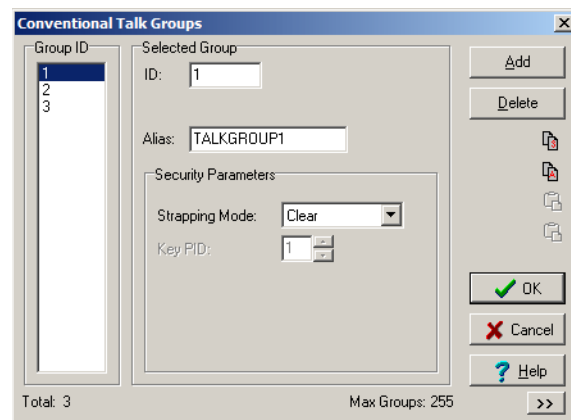 Conventional Talk Groups
Group ID
1
2
3
Selected Group
ID: 1
Alias: TALKGROUP1
Security Parameters
Strapping Mode: Clear
Key PID: 1
Add
Delete
$
A
OK
Cancel
? Help
>>
Total: 3
Max Groups: 255